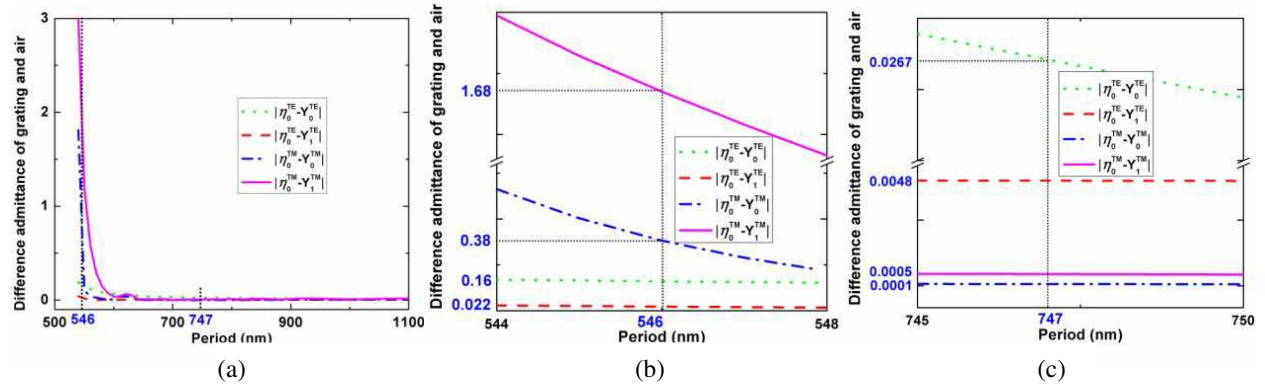 Difference admittance of grating and air
3
2
1
0
500
546
700
747
900
1100
Period (nm)
|η₀ᵀᴱ-Y₀ᵀᴱ|
|η₀ᵀᴱ-Y₁ᵀᴱ|
|η₀ᵀᴹ-Y₀ᵀᴹ|
|η₀ᵀᴹ-Y₁ᵀᴹ|
(a)
Difference admittance of grating and air
1.68
0.38
0.16
0.022
544
546
548
Period (nm)
|η₀ᵀᴱ-Y₀ᵀᴱ|
|η₀ᵀᴱ-Y₁ᵀᴱ|
|η₀ᵀᴹ-Y₀ᵀᴹ|
|η₀ᵀᴹ-Y₁ᵀᴹ|
(b)
Difference admittance of grating and air
0.0267
0.0048
0.0005
0.0001
745
747
750
Period (nm)
|η₀ᵀᴱ-Y₀ᵀᴱ|
|η₀ᵀᴱ-Y₁ᵀᴱ|
|η₀ᵀᴹ-Y₀ᵀᴹ|
|η₀ᵀᴹ-Y₁ᵀᴹ|
(c)